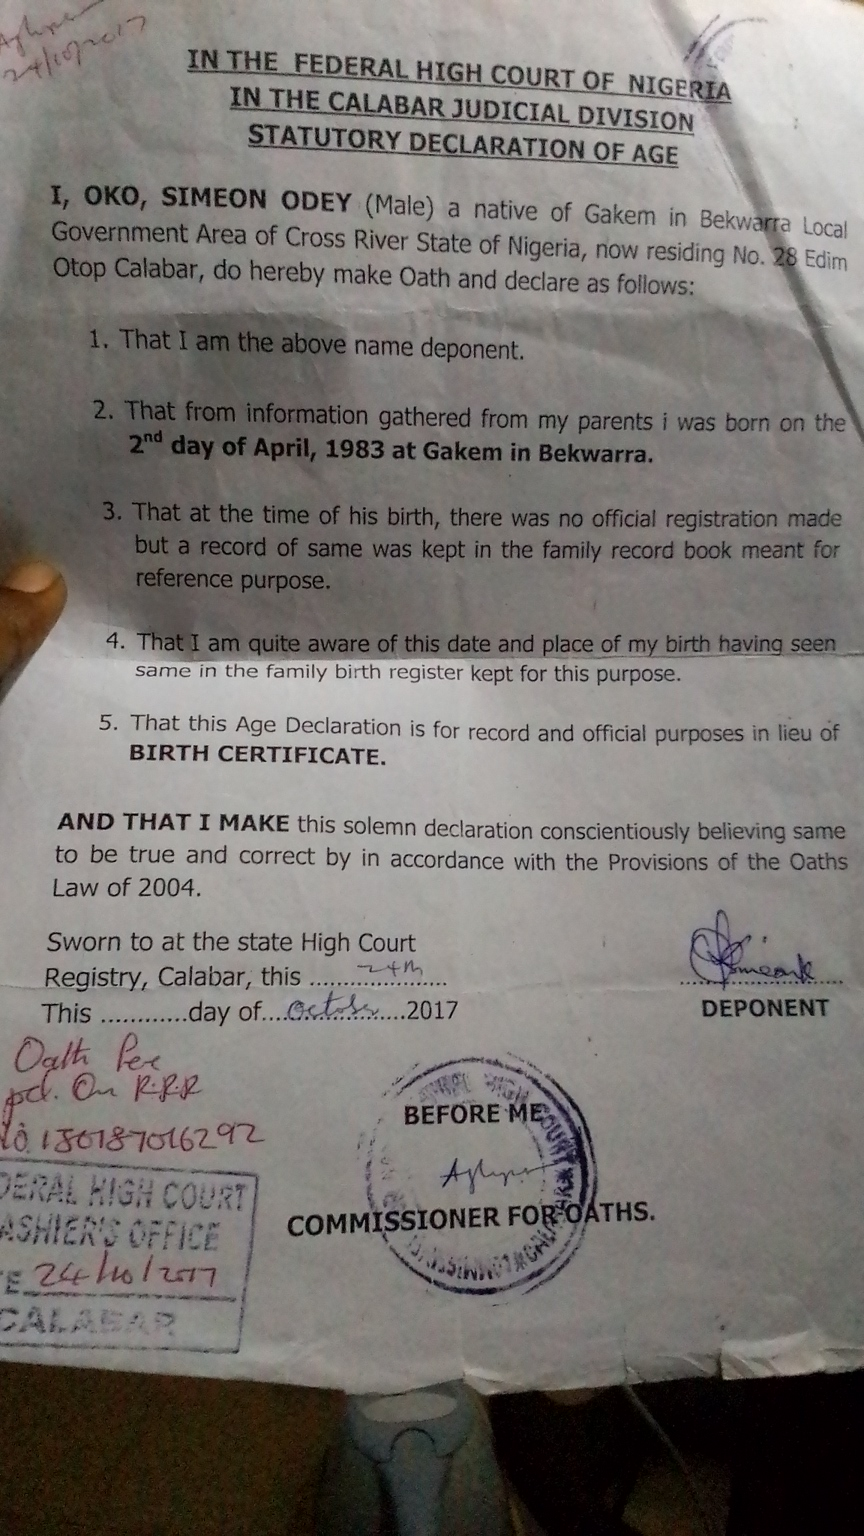 24/10/2017
IN THE FEDERAL HIGH COURT OF NIGERIA
IN THE CALABAR JUDICIAL DIVISION
STATUTORY DECLARATION OF AGE
I, OKO, SIMEON ODEY (Male) a native of Gakem in Bekwarra Local
Government Area of Cross River State of Nigeria, now residing No. 28 Edim
Otop Calabar, do hereby make Oath and declare as follows:
1. That I am the above name deponent.
2. That from information gathered from my parents i was born on the
2nd day of April, 1983 at Gakem in Bekwarra.
3. That at the time of his birth, there was no official registration made
but a record of same was kept in the family record book meant for
reference purpose.
4. That I am quite aware of this date and place of my birth having seen
same in the family birth register kept for this purpose.
5. That this Age Declaration is for record and official purposes in lieu of
BIRTH CERTIFICATE.
AND THAT I MAKE this solemn declaration conscientiously believing same
to be true and correct by in accordance with the Provisions of the Oaths
Law of 2004.
Sworn to at the state High Court
Registry, Calabar, this ......24th......
This ............day of....October....2017
DEPONENT
Oath Fee
pd. On R.R.R
No 130187016292
BEFORE ME
COMMISSIONER FOR OATHS.
DERAL HIGH COURT
ASHIER'S OFFICE
E 24/10/2017
CALABAR